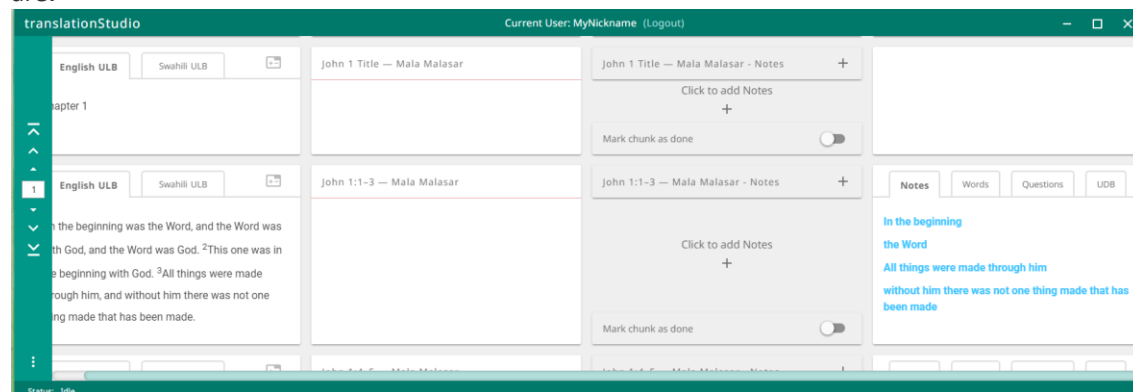 translationStudio Current User: MyNickname (Logout)
English ULB Swahili ULB John 1 Title — Mala Malasar John 1 Title — Mala Malasar - Notes +
apter 1
Click to add Notes
+
Mark chunk as done
1
English ULB Swahili ULB John 1:1–3 — Mala Malasar John 1:1–3 — Mala Malasar - Notes + Notes Words Questions UDB
the beginning was the Word, and the Word was
th God, and the Word was God. ²This one was in
e beginning with God. ³All things were made
rough him, and without him there was not one
ing made that has been made.
Click to add Notes
+
Mark chunk as done
In the beginning
the Word
All things were made through him
without him there was not one thing made that has
been made
Status: Idle